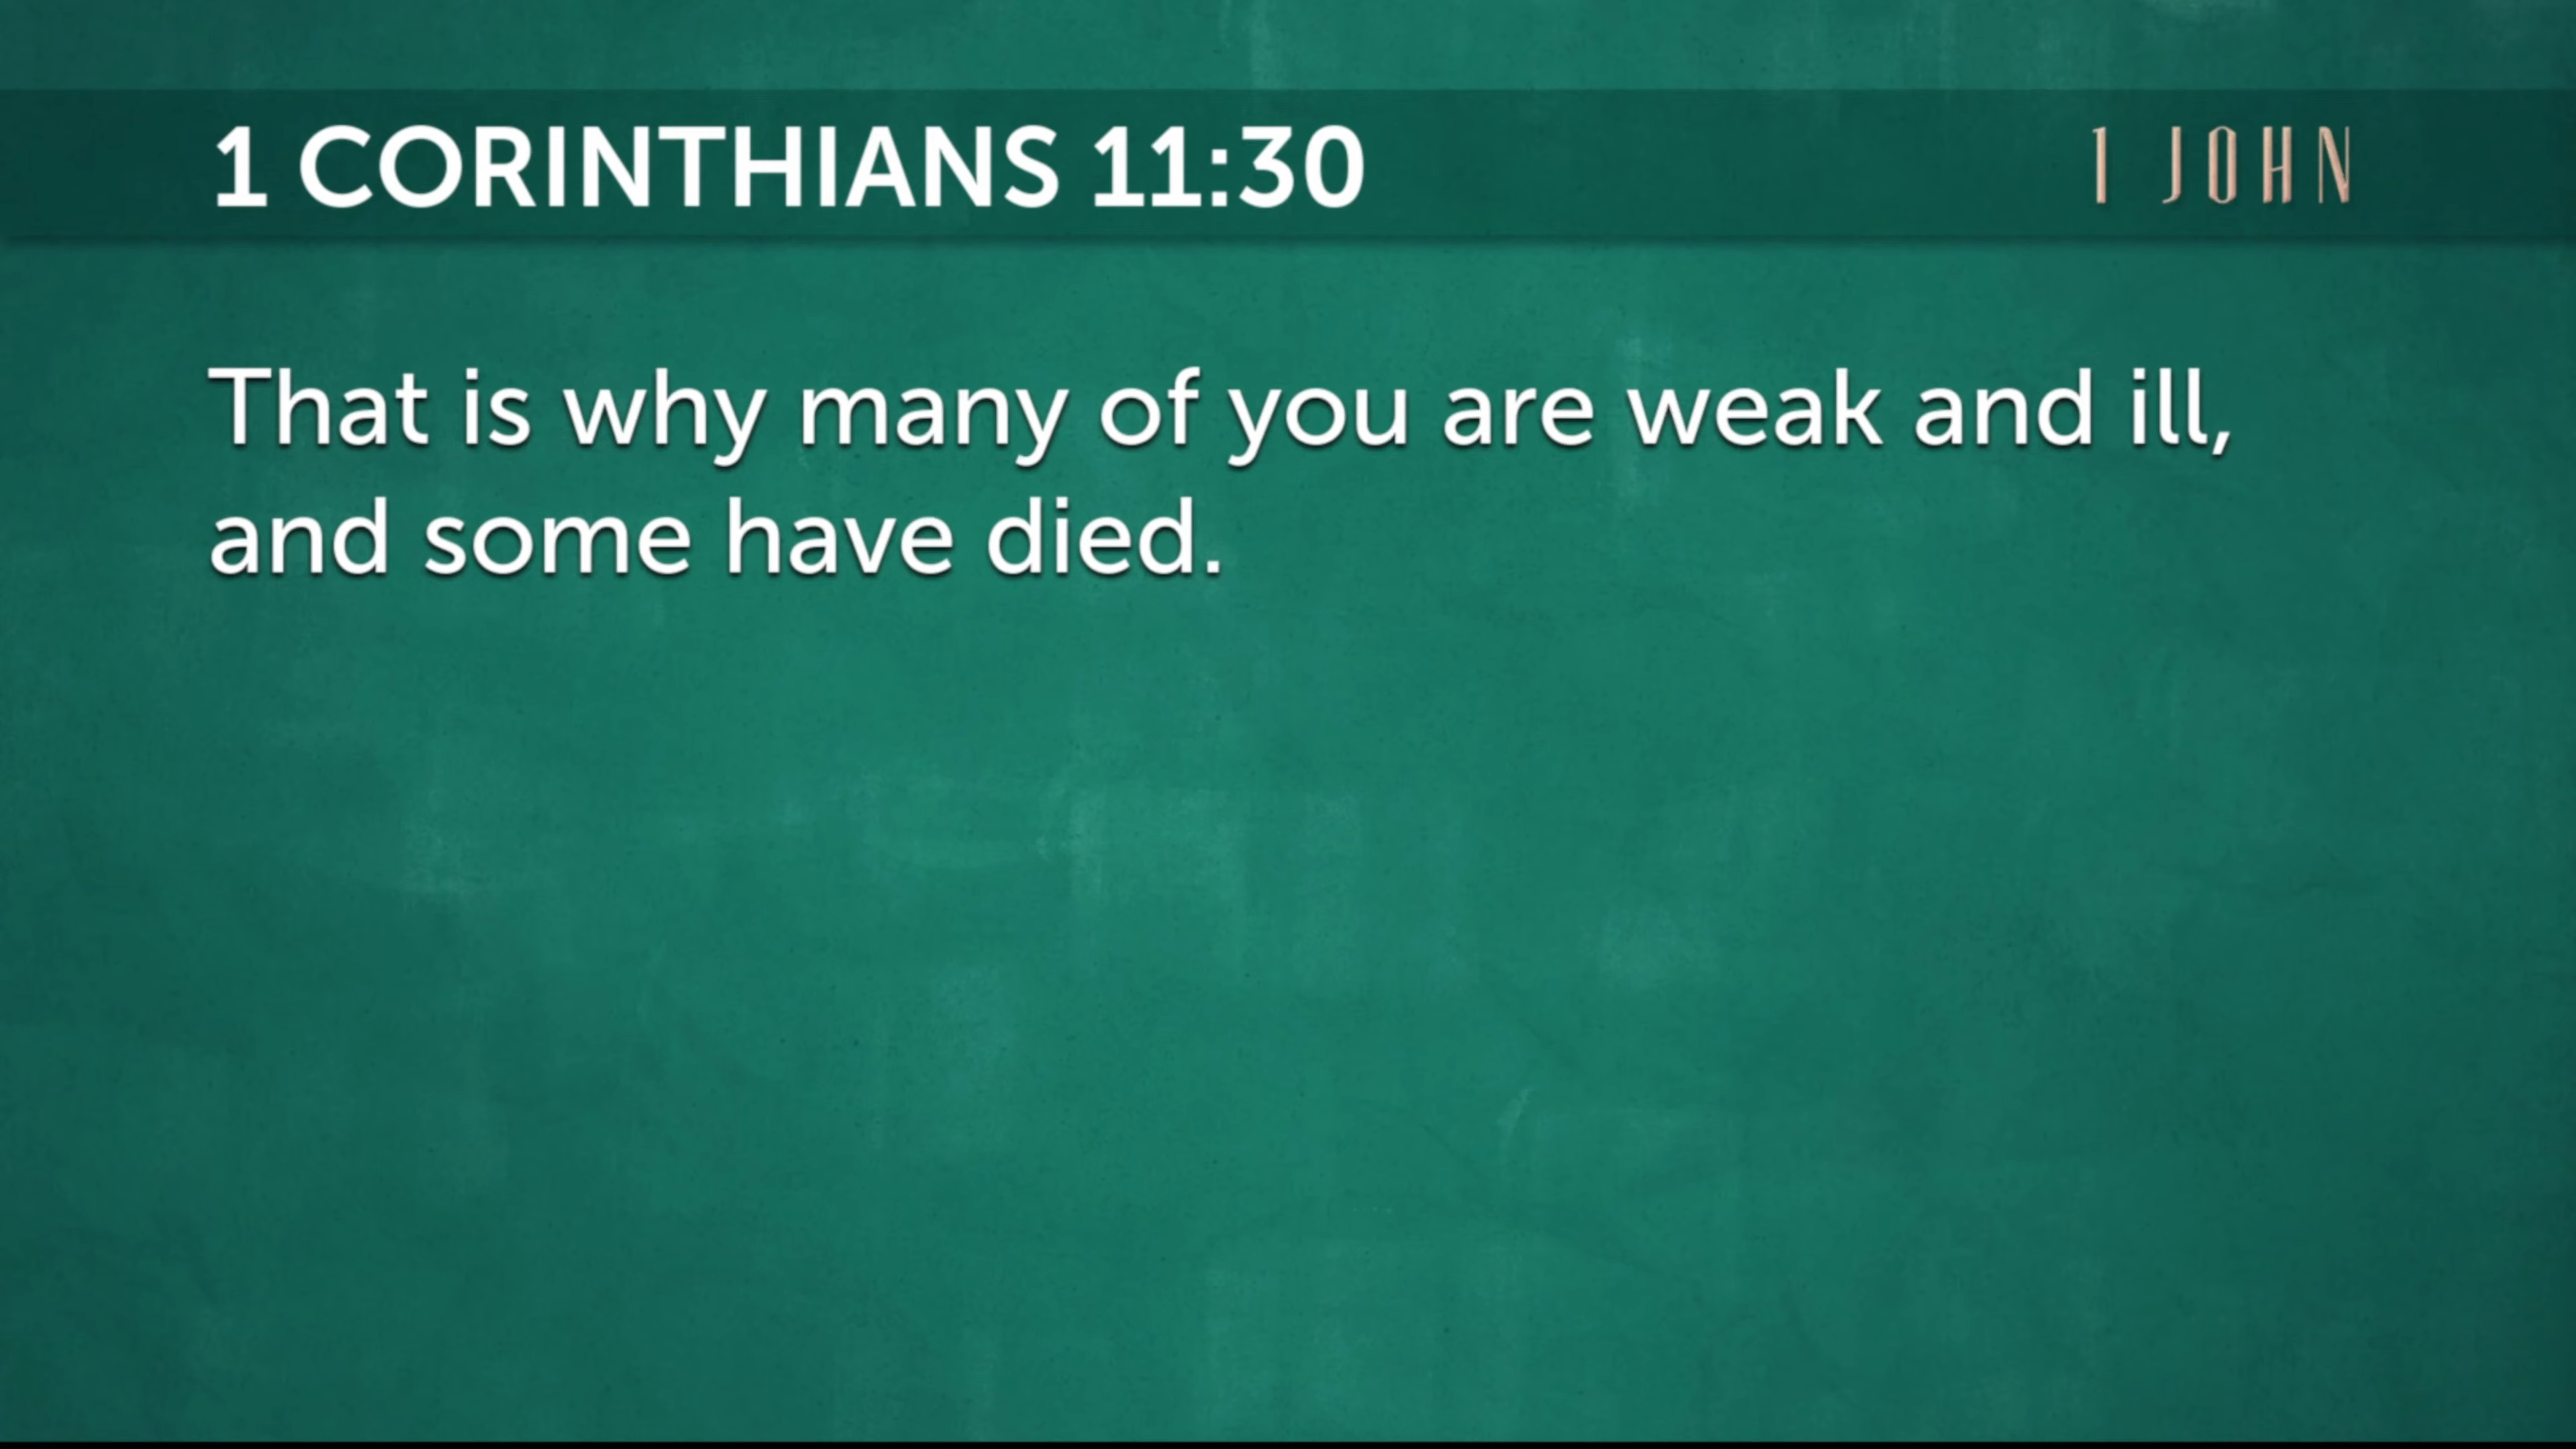 1 CORINTHIANS 11:30
1 JOHN
That is why many of you are weak and ill,
and some have died.